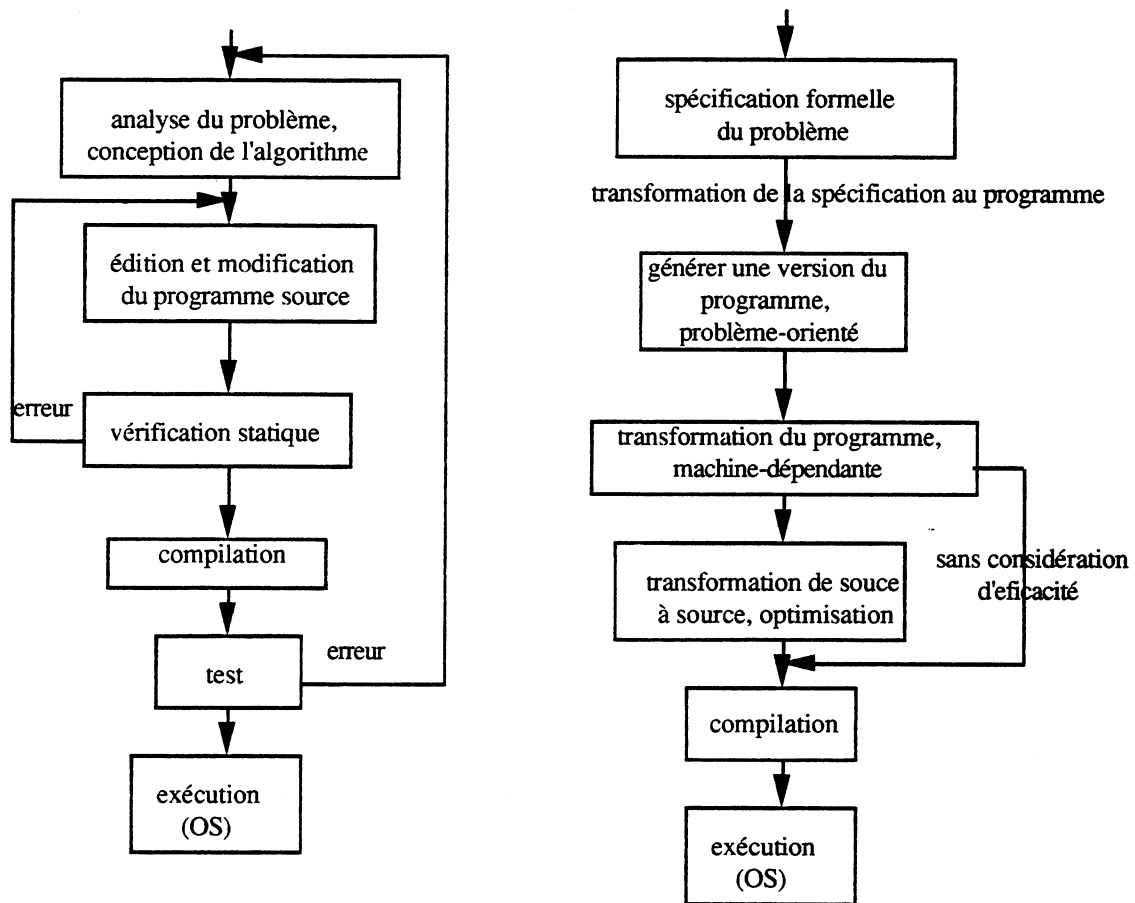 analyse du problème,
conception de l'algorithme
édition et modification
du programme source
erreur
vérification statique
compilation
erreur
test
exécution
(OS)
spécification formelle
du problème
transformation de la spécification au programme
générer une version du
programme,
problème-orienté
transformation du programme,
machine-dépendante
sans considération
d'eficacité
transformation de souce
à source, optimisation
compilation
exécution
(OS)